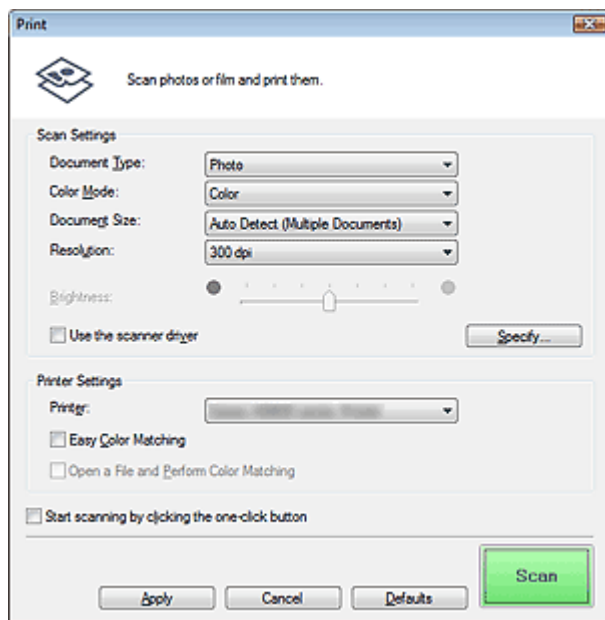 Print
Scan photos or film and print them.
Scan Settings
Document Type: Photo
Color Mode: Color
Document Size: Auto Detect (Multiple Documents)
Resolution: 300 dpi
Brightness:
Use the scanner driver Specify...
Printer Settings
Printer:
Easy Color Matching
Open a File and Perform Color Matching
Start scanning by clicking the one-click button
Scan
Apply Cancel Defaults